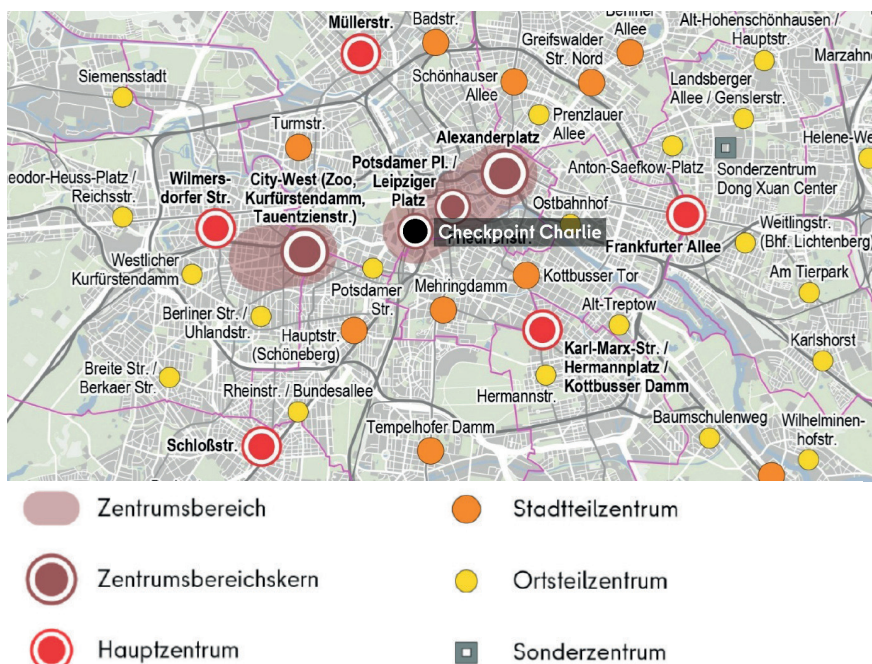 Müllerstr.
Badstr.
Berliner
Allee
Greifswalder
Str. Nord
Alt-Hohenschönhausen /
Hauptstr.
Marzahne
Siemensstadt
Schönhauser
Allee
Landsberger
Allee / Genslerstr.
Turmstr.
Prenzlauer
Allee
Alexanderplatz
Helene-We
Potsdamer Pl. /
Leipziger
Platz
Anton-Saefkow-Platz
Sonderzentrum
Dong Xuan Center
eodor-Heuss-Platz /
Reichsstr.
Wilmers-
dorfer Str.
City-West (Zoo,
Kurfürstendamm,
Tauentzienstr.)
Ostbahnhof
Checkpoint Charlie
Frankfurter Allee
Weitlingstr.
(Bhf. Lichtenberg)
Westlicher
Kurfürstendamm
Potsdamer
Str.
Mehringdamm
Kottbusser Tor
Am Tierpark
Berliner Str. /
Uhlandstr.
Hauptstr.
(Schöneberg)
Alt-Treptow
Karlshorst
Karl-Marx-Str. /
Hermannplatz /
Kottbusser Damm
Breite Str. /
Berkaer Str.
Rheinstr. / Bundesallee
Hermannstr.
Schloßstr.
Tempelhofer Damm
Baumschulenweg
Wilhelminen-
hofstr.
Zentrumsbereich
Stadtteilzentrum
Zentrumsbereichskern
Ortsteilzentrum
Hauptzentrum
Sonderzentrum